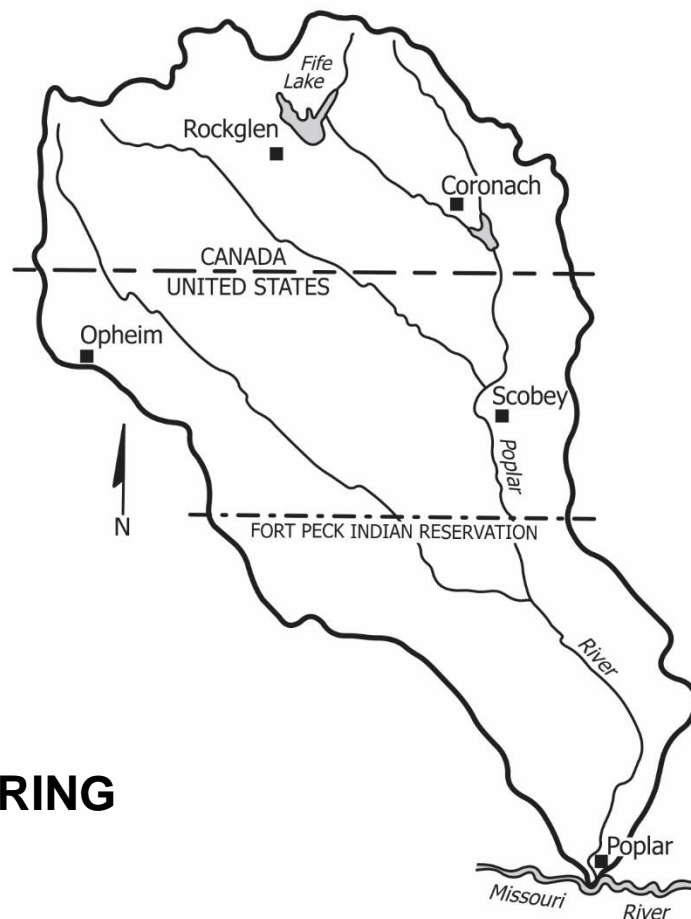 Fife
Lake
Rockglen
Coronach
CANADA
UNITED STATES
Opheim
Scobey
Poplar
N
FORT PECK INDIAN RESERVATION
River
RING
Poplar
Missouri
River